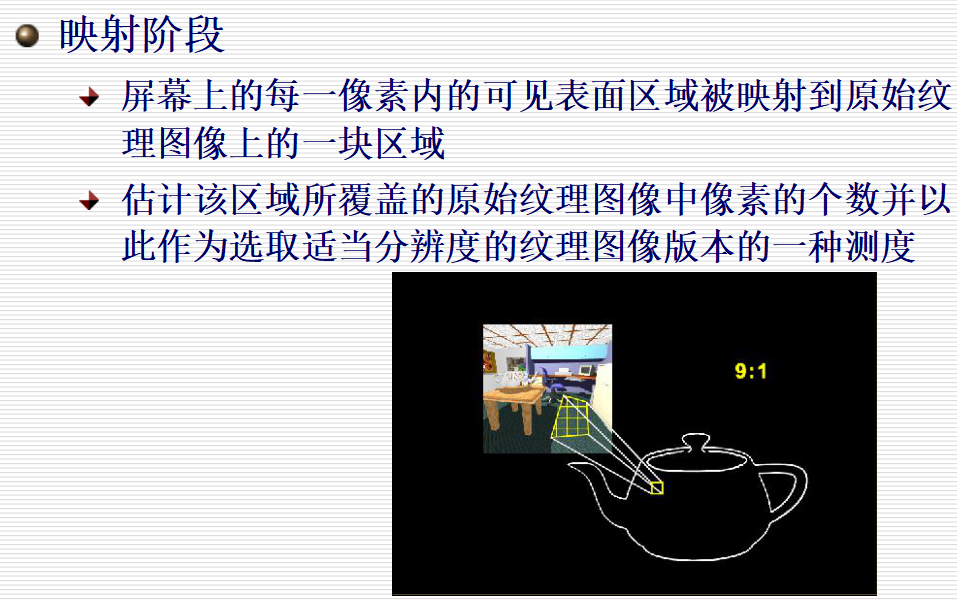 映射阶段
屏幕上的每一像素内的可见表面区域被映射到原始纹
理图像上的一块区域
估计该区域所覆盖的原始纹理图像中像素的个数并以
此作为选取适当分辨度的纹理图像版本的一种测度
9:1